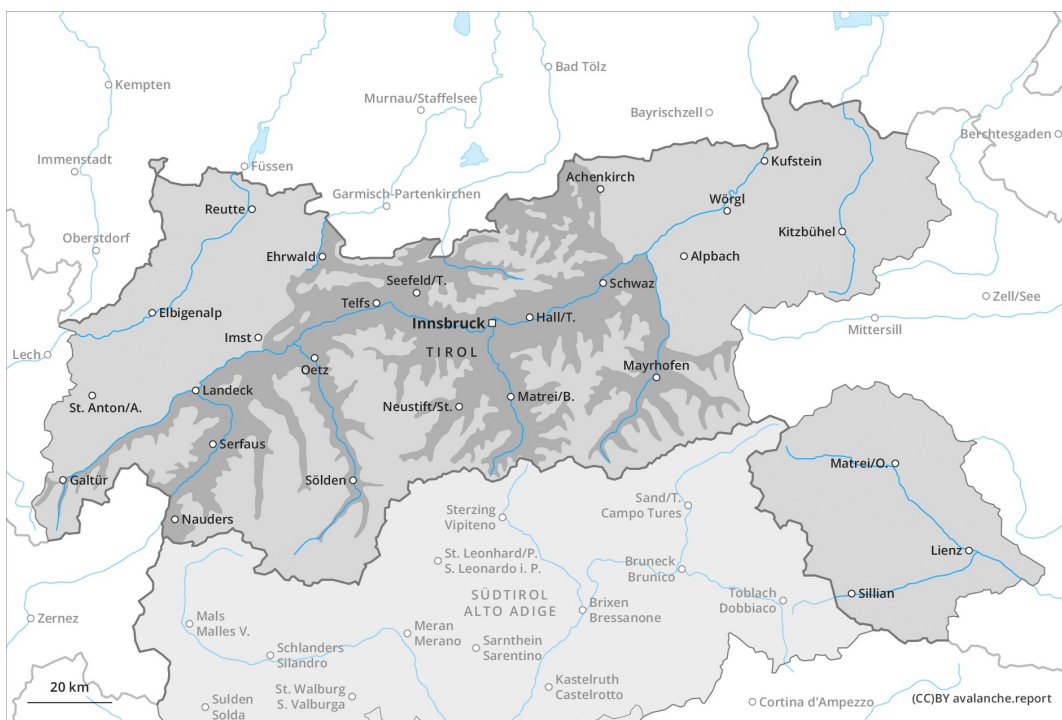 Kempten
Bad Tölz
Murnau/Staffelsee
Bayrischzell
Berchtesgaden
Immenstadt
Füssen
Kufstein
Achenkirch
Garmisch-Partenkirchen
Reutte
Wörgl
Kitzbühel
Oberstdorf
Ehrwald
Alpbach
Seefeld/T.
Schwaz
Zell/See
Telfs
Elbigenalp
Innsbruck
Hall/T.
Mittersill
Imst
Lech
TIROL
Oetz
Mayrhofen
Landeck
St. Anton/A.
Neustift/St.
Matrei/B.
Serfaus
Matrei/O.
Galtür
Sölden
Sand/T.
Campo Tures
Nauders
Sterzing
Vipiteno
Lienz
St. Leonhard/P.
S. Leonardo i. P.
Bruneck
Brunico
SÜDTIROL
ALTO ADIGE
Sillian
Toblach
Dobbiaco
Brixen
Bressanone
Zernez
Mals
Malles V.
Meran
Merano
Sarnthein
Sarentino
Schlanders
Silandro
20 km
St. Walburg
S. Valburga
Kastelruth
Castelrotto
Sulden
Solda
Cortina d'Ampezzo
(CC)BY avalanche.report